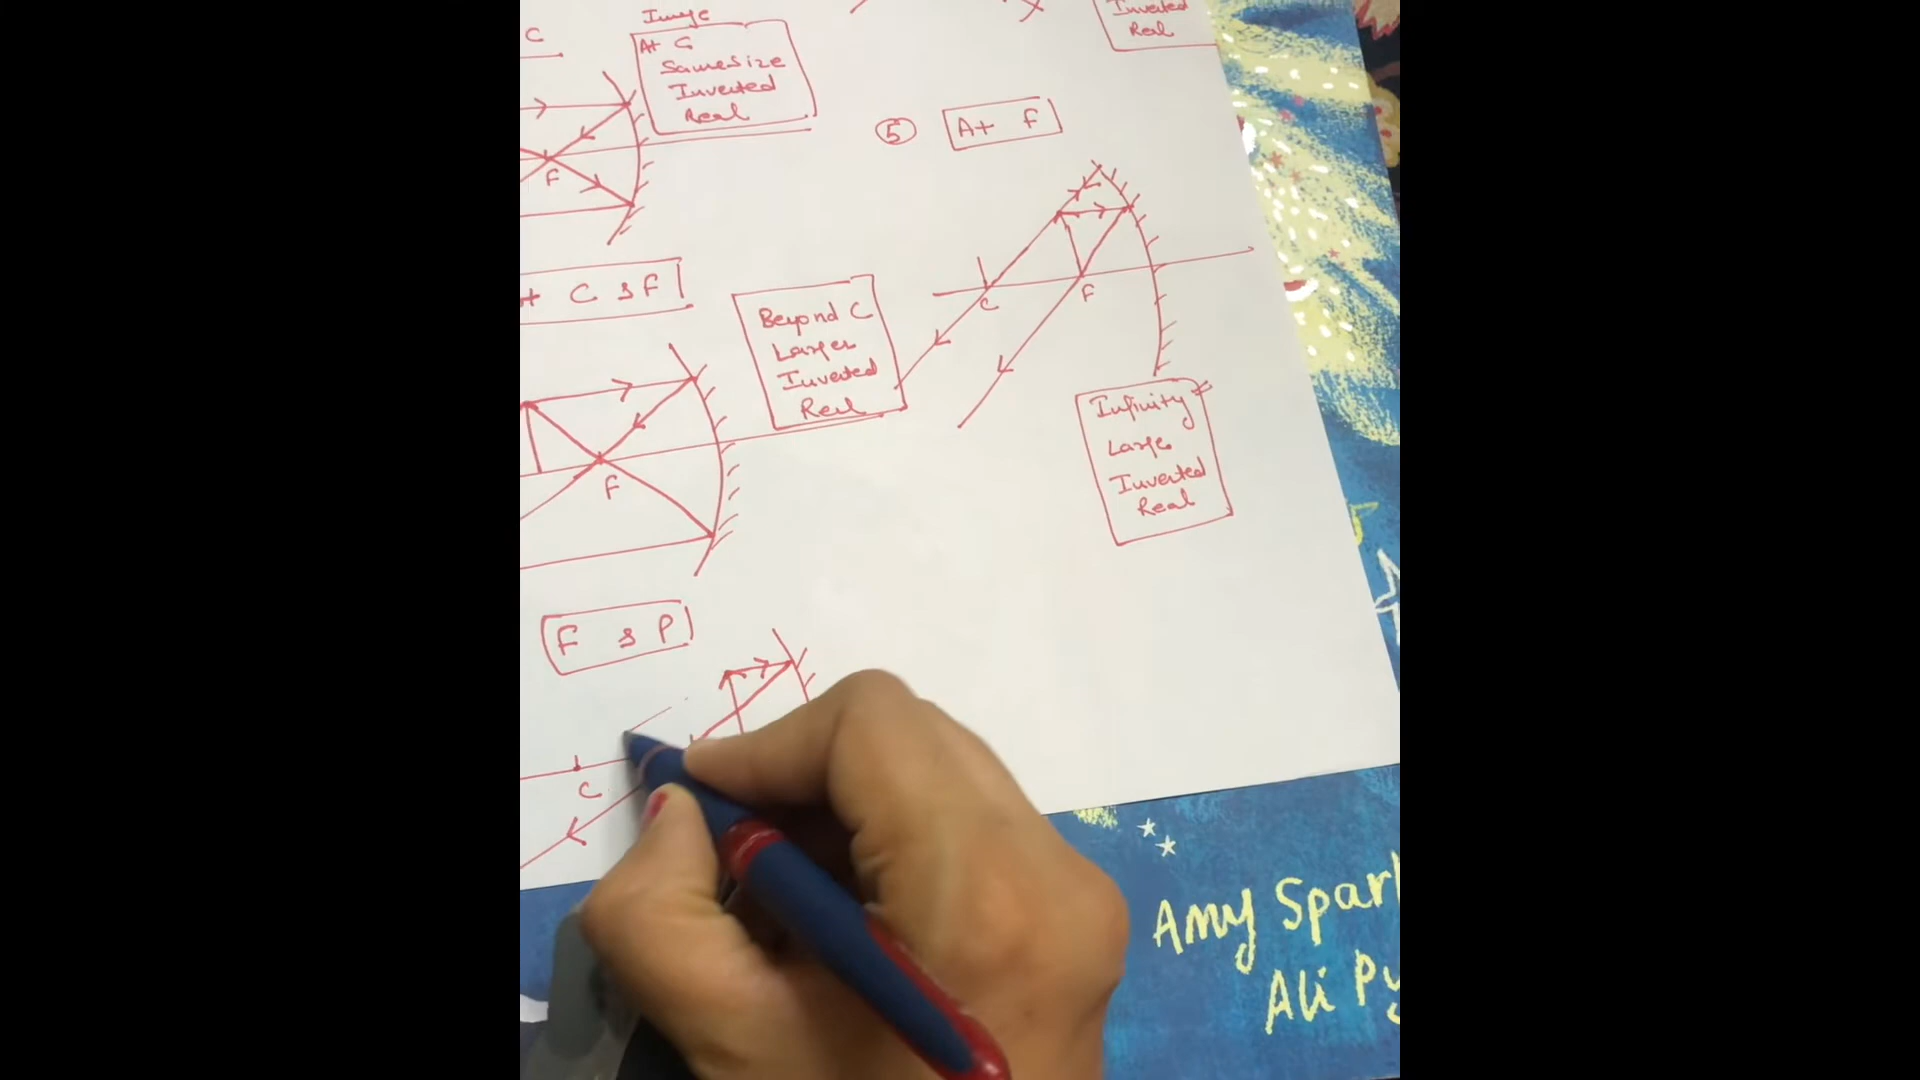 C
Image
At C
Same size
Inverted
Real
F
Inverted
Real
5 At F
C F
Infinity
Large
Inverted
Real
C & F
Beyond C
Larger
Inverted
Real
F
F & P
C
Amy Spar
Ali